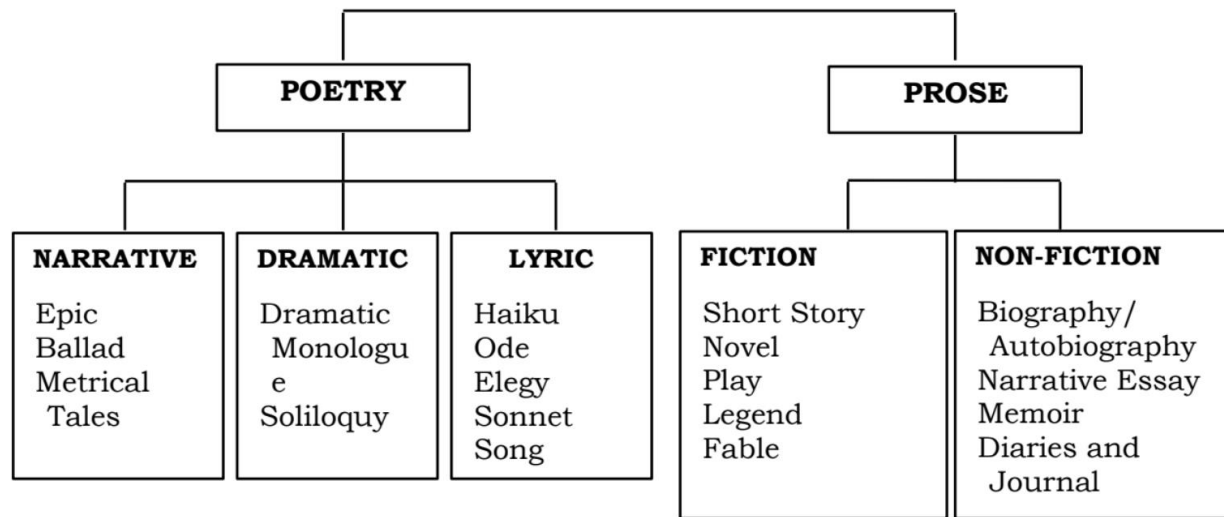 POETRY
PROSE
NARRATIVE
Epic
Ballad
Metrical
Tales
DRAMATIC
Dramatic
Monologu
e
Soliloquy
LYRIC
Haiku
Ode
Elegy
Sonnet
Song
FICTION
Short Story
Novel
Play
Legend
Fable
NON-FICTION
Biography/
Autobiography
Narrative Essay
Memoir
Diaries and
Journal